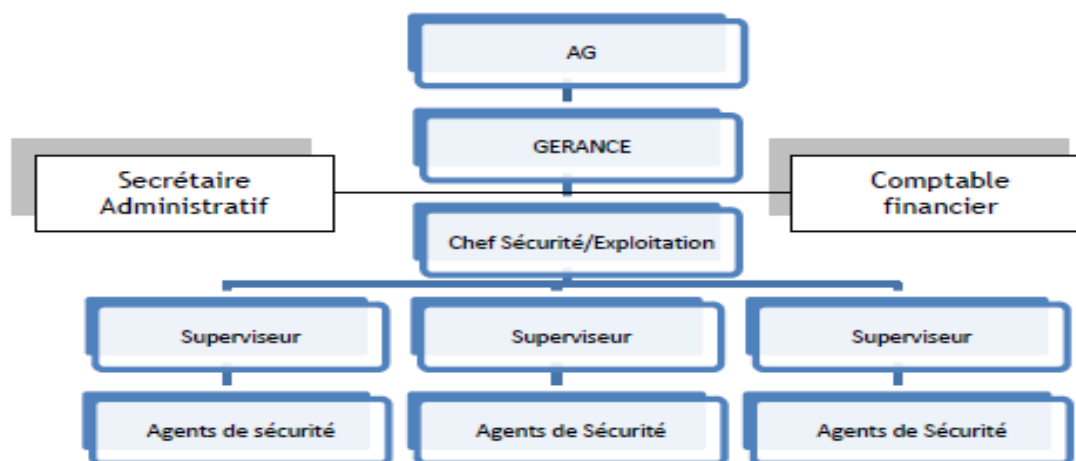 AG
GERANCE
Secrétaire
Administratif
Comptable
financier
Chef Sécurité/Exploitation
Superviseur
Superviseur
Superviseur
Agents de sécurité
Agents de Sécurité
Agents de Sécurité